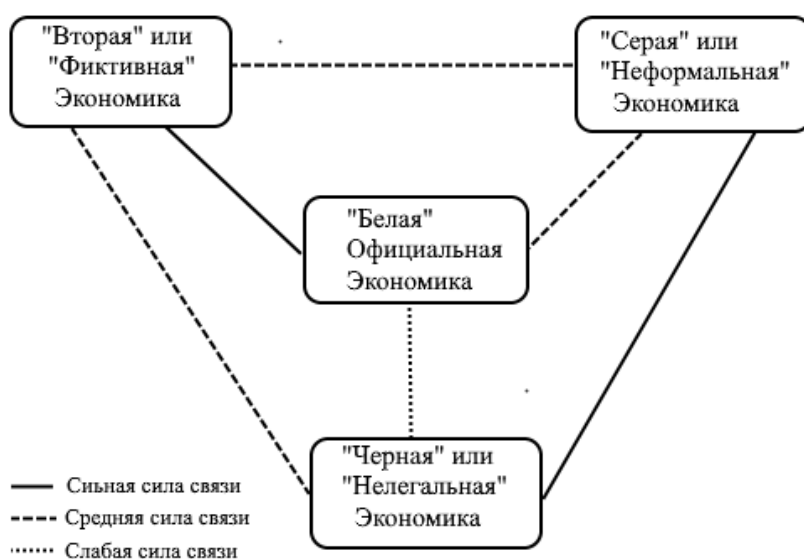 "Вторая" или
"Фиктивная"
Экономика
"Серая" или
"Неформальная"
Экономика
"Белая"
Официальная
Экономика
"Черная" или
"Нелегальная"
Экономика
Сиьная сила связи
Средняя сила связи
Слабая сила связи